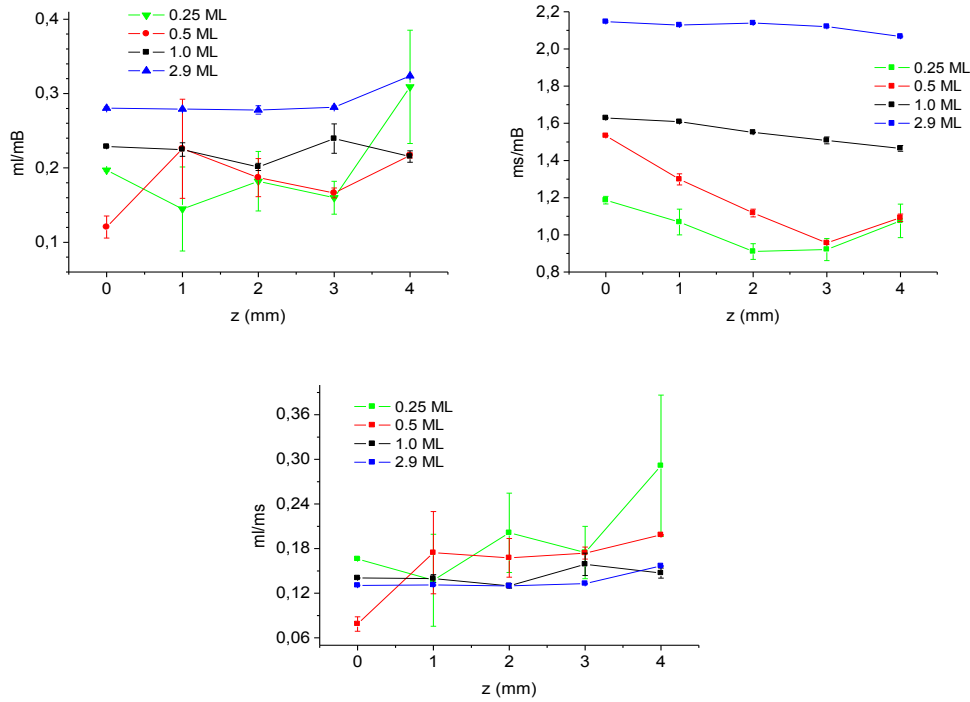 0,4
0,3
0,2
0,1
ml/mB
0.25 ML
0.5 ML
1.0 ML
2.9 ML
0 1 2 3 4
z (mm)
2,2
2,0
1,8
1,6
1,4
1,2
1,0
0,8
ms/mB
0.25 ML
0.5 ML
1.0 ML
2.9 ML
0 1 2 3 4
z (mm)
0,36
0,30
0,24
0,18
0,12
0,06
ml/ms
0.25 ML
0.5 ML
1.0 ML
2.9 ML
0 1 2 3 4
z (mm)